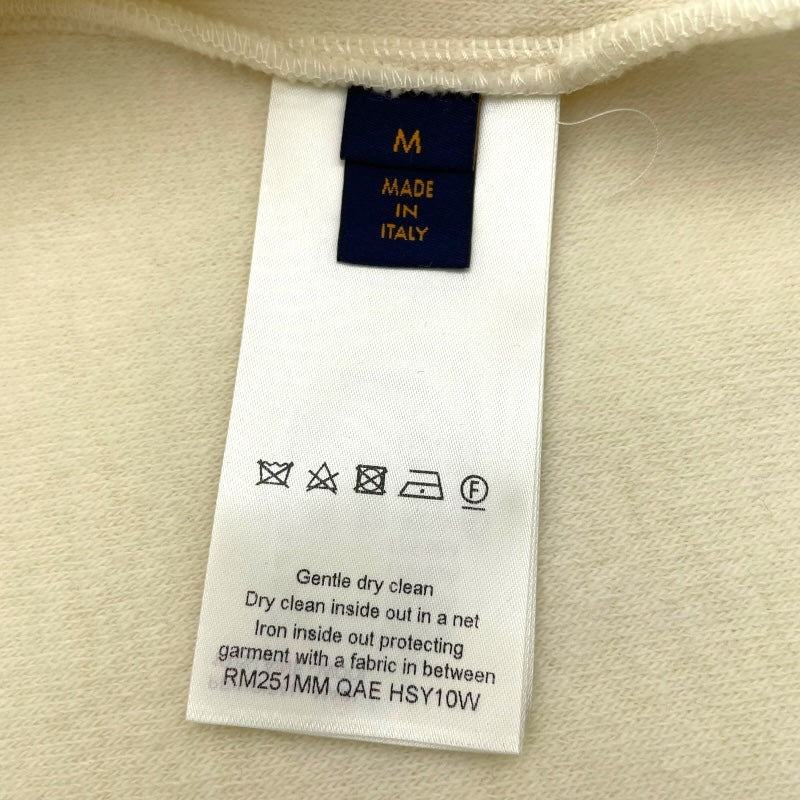 M
MADE
IN
ITALY
F
Gentle dry clean
Dry clean inside out in a net
Iron inside out protecting
garment with a fabric in between
RM251MM QAE HSY10W